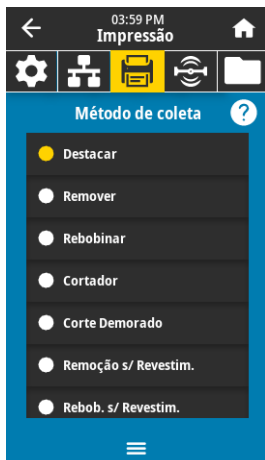 03:59 PM
Impressão
Método de coleta
?
Destacar
Remover
Rebobinar
Cortador
Corte Demorado
Remoção s/ Revestim.
Rebob. s/ Revestim.